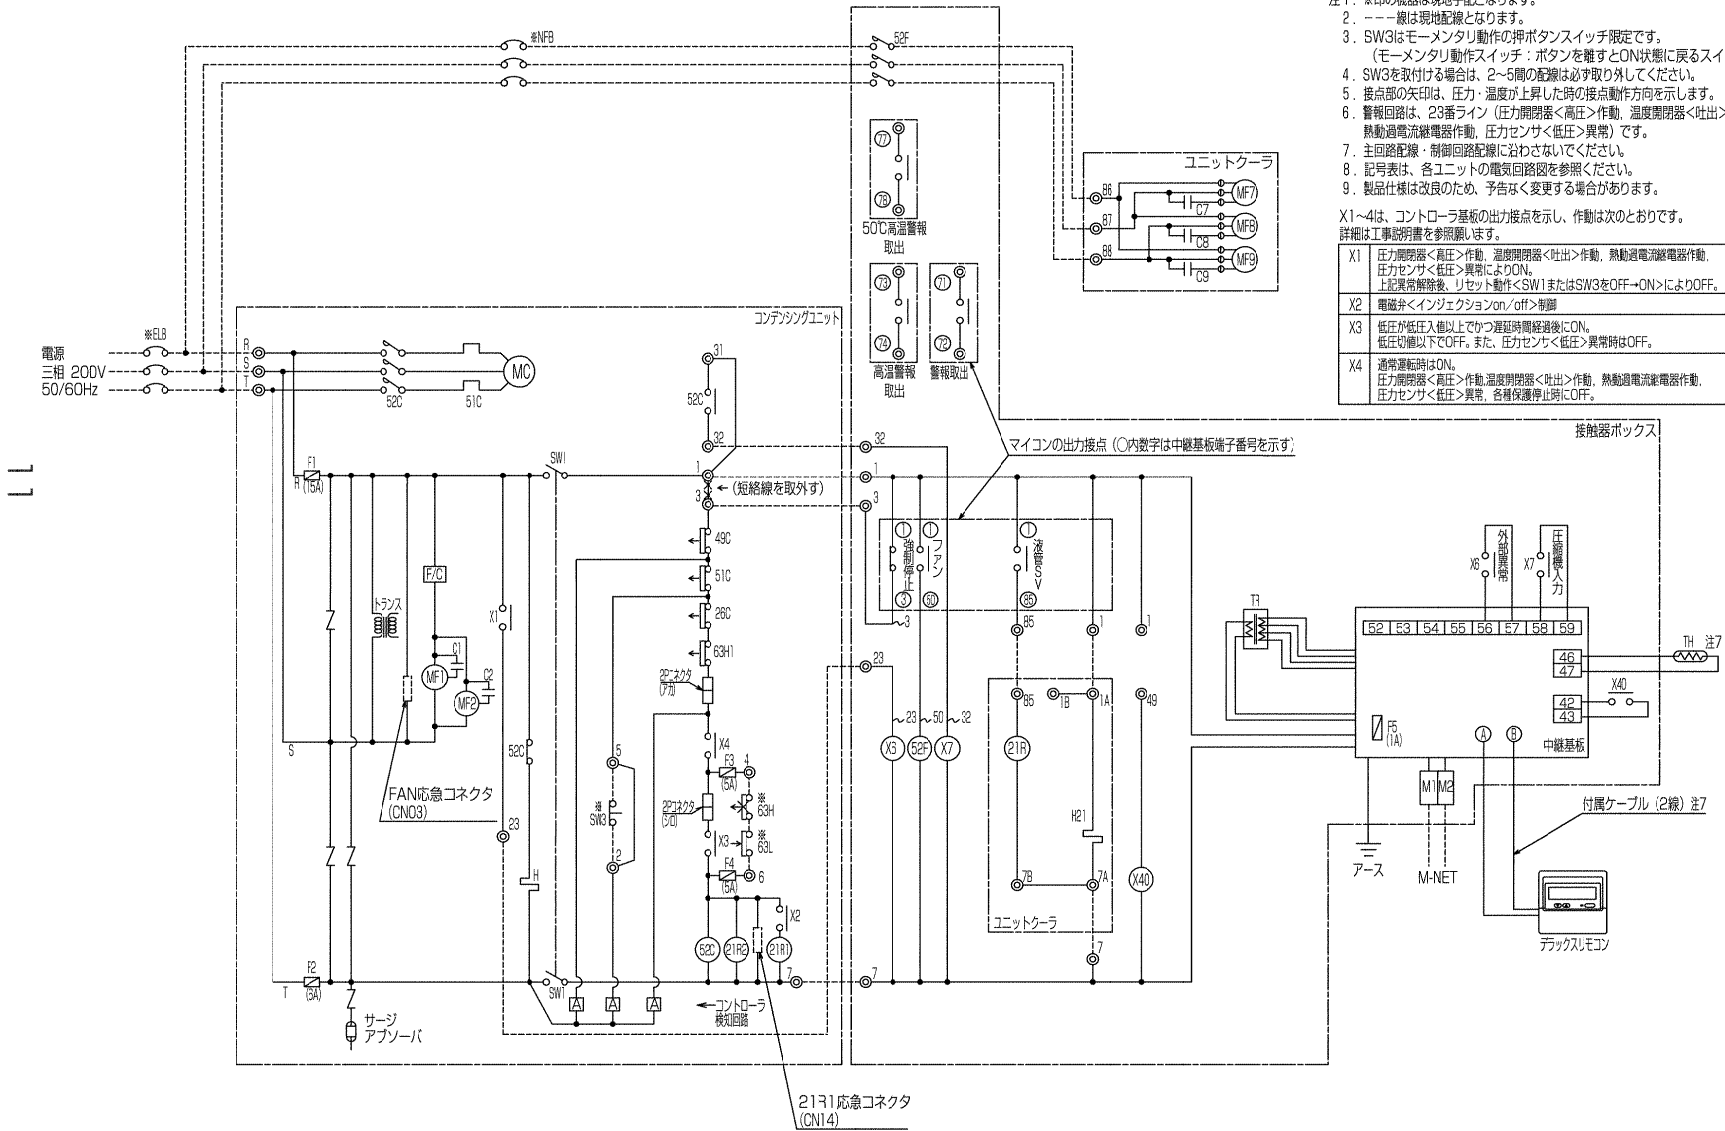 注1. ※印の機器は現地手配となります。
2. ---線は現地配線となります。
3. SW3はモーメンタリ動作の押ボタンスイッチ限定です。
(モーメンタリ動作スイッチ:ボタンを離すとON状態に戻るスイ
4. SW3を取付ける場合は、2~5間の配線は必ず取り外してください。
5. 接点部の矢印は、圧力・温度が上昇した時の接点動作方向を示します。
6. 警報回路は、23番ライン(圧力開閉器<高圧>作動, 温度開閉器<吐出>
熱動過電流継電器作動, 圧力センサ<低圧>異常)です。
7. 主回路配線・制御回路配線に沿わさないでください。
8. 記号表は、各ユニットの電気回路図を参照ください。
9. 製品仕様は改良のため、予告なく変更する場合があります。
X1~4は、コントローラ基板の出力接点を示し、作動は次のとおりです。
詳細は工事説明書を参照願います。
X1 圧力開閉器<高圧>作動, 温度開閉器<吐出>作動, 熱動過電流継電器作動,
圧力センサ<低圧>異常によりON。
上記異常解除後、リセット動作<SW1またはSW3をOFF→ON>によりOFF。
X2 電磁弁<インジェクションon/off>制御
X3 低圧が低圧入値以上でかつ遅延時間経過後にON。
低圧切値以下でOFF。また、圧力センサ<低圧>異常時はOFF。
X4 通常運転時はON。
圧力開閉器<高圧>作動,温度開閉器<吐出>作動, 熱動過電流継電器作動,
圧力センサ<低圧>異常, 各種保護停止時にOFF。
※NFB
52F
77
78
50℃高温警報
取出
73
74
高温警報
取出
71
72
警報取出
ユニットクーラ
86
87
88
MF7
C7
MF8
C8
MF9
C9
電源
三相 200V
50/60Hz
※ELB
R
S
T
52C
51C
MC
コンデンシングユニット
31
52C
32
1
3
←(短絡線を取外す)
F1
R
(15A)
SW1
49C
51C
26C
63H1
2Pコネクタ
(アカ)
X4
F3
(5A)
4
2Pコネクタ
(シロ)
※
63H
X3
※
63L
F4
(5A)
6
X2
52C
21R2
21R1
7
トランス
F/C
MF1
C1
MF2
C2
X1
52C
S
FAN応急コネクタ
(CN03)
23
H
5
※
SW3
2
F2
T
SW1
A
A
A
コントローラ
検知回路
サージ
アブソーバ
21R1応急コネクタ
(CN14)
接触器ボックス
マイコンの出力接点(○内数字は中継基板端子番号を示す)
32
1
3
23
7
1
強制停止
3
1
ファン
50
1
液管SV
85
3
85
1
1
23
50
32
X6
52F
X7
21R
85
1B
1A
49
H21
7B
7A
X40
ユニットクーラ
7
TR
X6
外部異常
X7
圧縮機入力
52
53
54
55
56
57
58
59
46
47
42
43
TH
注7
X40
F5
(1A)
A
B
中継基板
M1
M2
アース
M-NET
付属ケーブル(2線)注7
デラックスリモコン